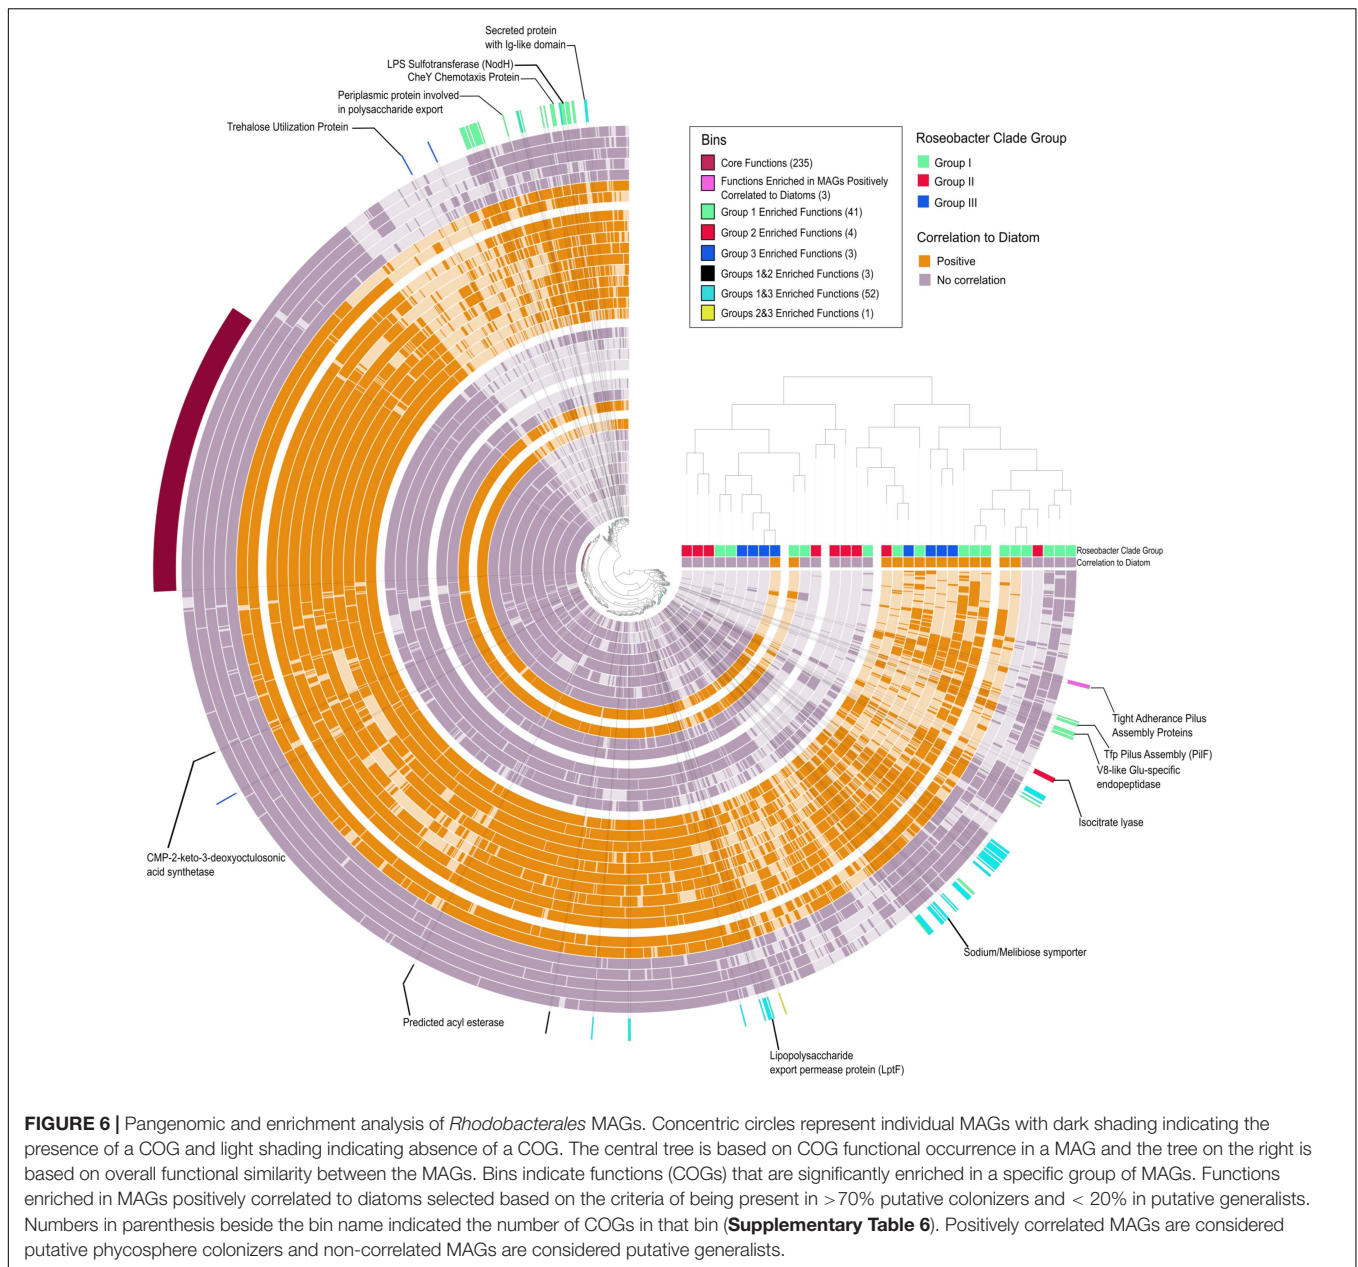 Secreted protein
with Ig-like domain
LPS Sulfotransferase (NodH)
CheY Chemotaxis Protein
Periplasmic protein involved
in polysaccharide export
Trehalose Utilization Protein
Bins
Core Functions (235)
Functions Enriched in MAGs Positively
Correlated to Diatoms (3)
Group 1 Enriched Functions (41)
Group 2 Enriched Functions (4)
Group 3 Enriched Functions (3)
Groups 1&2 Enriched Functions (3)
Groups 1&3 Enriched Functions (52)
Groups 2&3 Enriched Functions (1)
Roseobacter Clade Group
Group I
Group II
Group III
Correlation to Diatom
Positive
No correlation
Roseobacter Clade Group
Correlation to Diatom
Tight Adherance Pilus
Assembly Proteins
Tfp Pilus Assembly (PilF)
V8-like Glu-specific
endopeptidase
Isocitrate lyase
Sodium/Melibiose symporter
CMP-2-keto-3-deoxyoctulosonic
acid synthetase
Predicted acyl esterase
Lipopolysaccharide
export permease protein (LptF)
FIGURE 6 | Pangenomic and enrichment analysis of Rhodobacterales MAGs. Concentric circles represent individual MAGs with dark shading indicating the
presence of a COG and light shading indicating absence of a COG. The central tree is based on COG functional occurrence in a MAG and the tree on the right is
based on overall functional similarity between the MAGs. Bins indicate functions (COGs) that are significantly enriched in a specific group of MAGs. Functions
enriched in MAGs positively correlated to diatoms selected based on the criteria of being present in >70% putative colonizers and < 20% in putative generalists.
Numbers in parenthesis beside the bin name indicated the number of COGs in that bin (Supplementary Table 6). Positively correlated MAGs are considered
putative phycosphere colonizers and non-correlated MAGs are considered putative generalists.